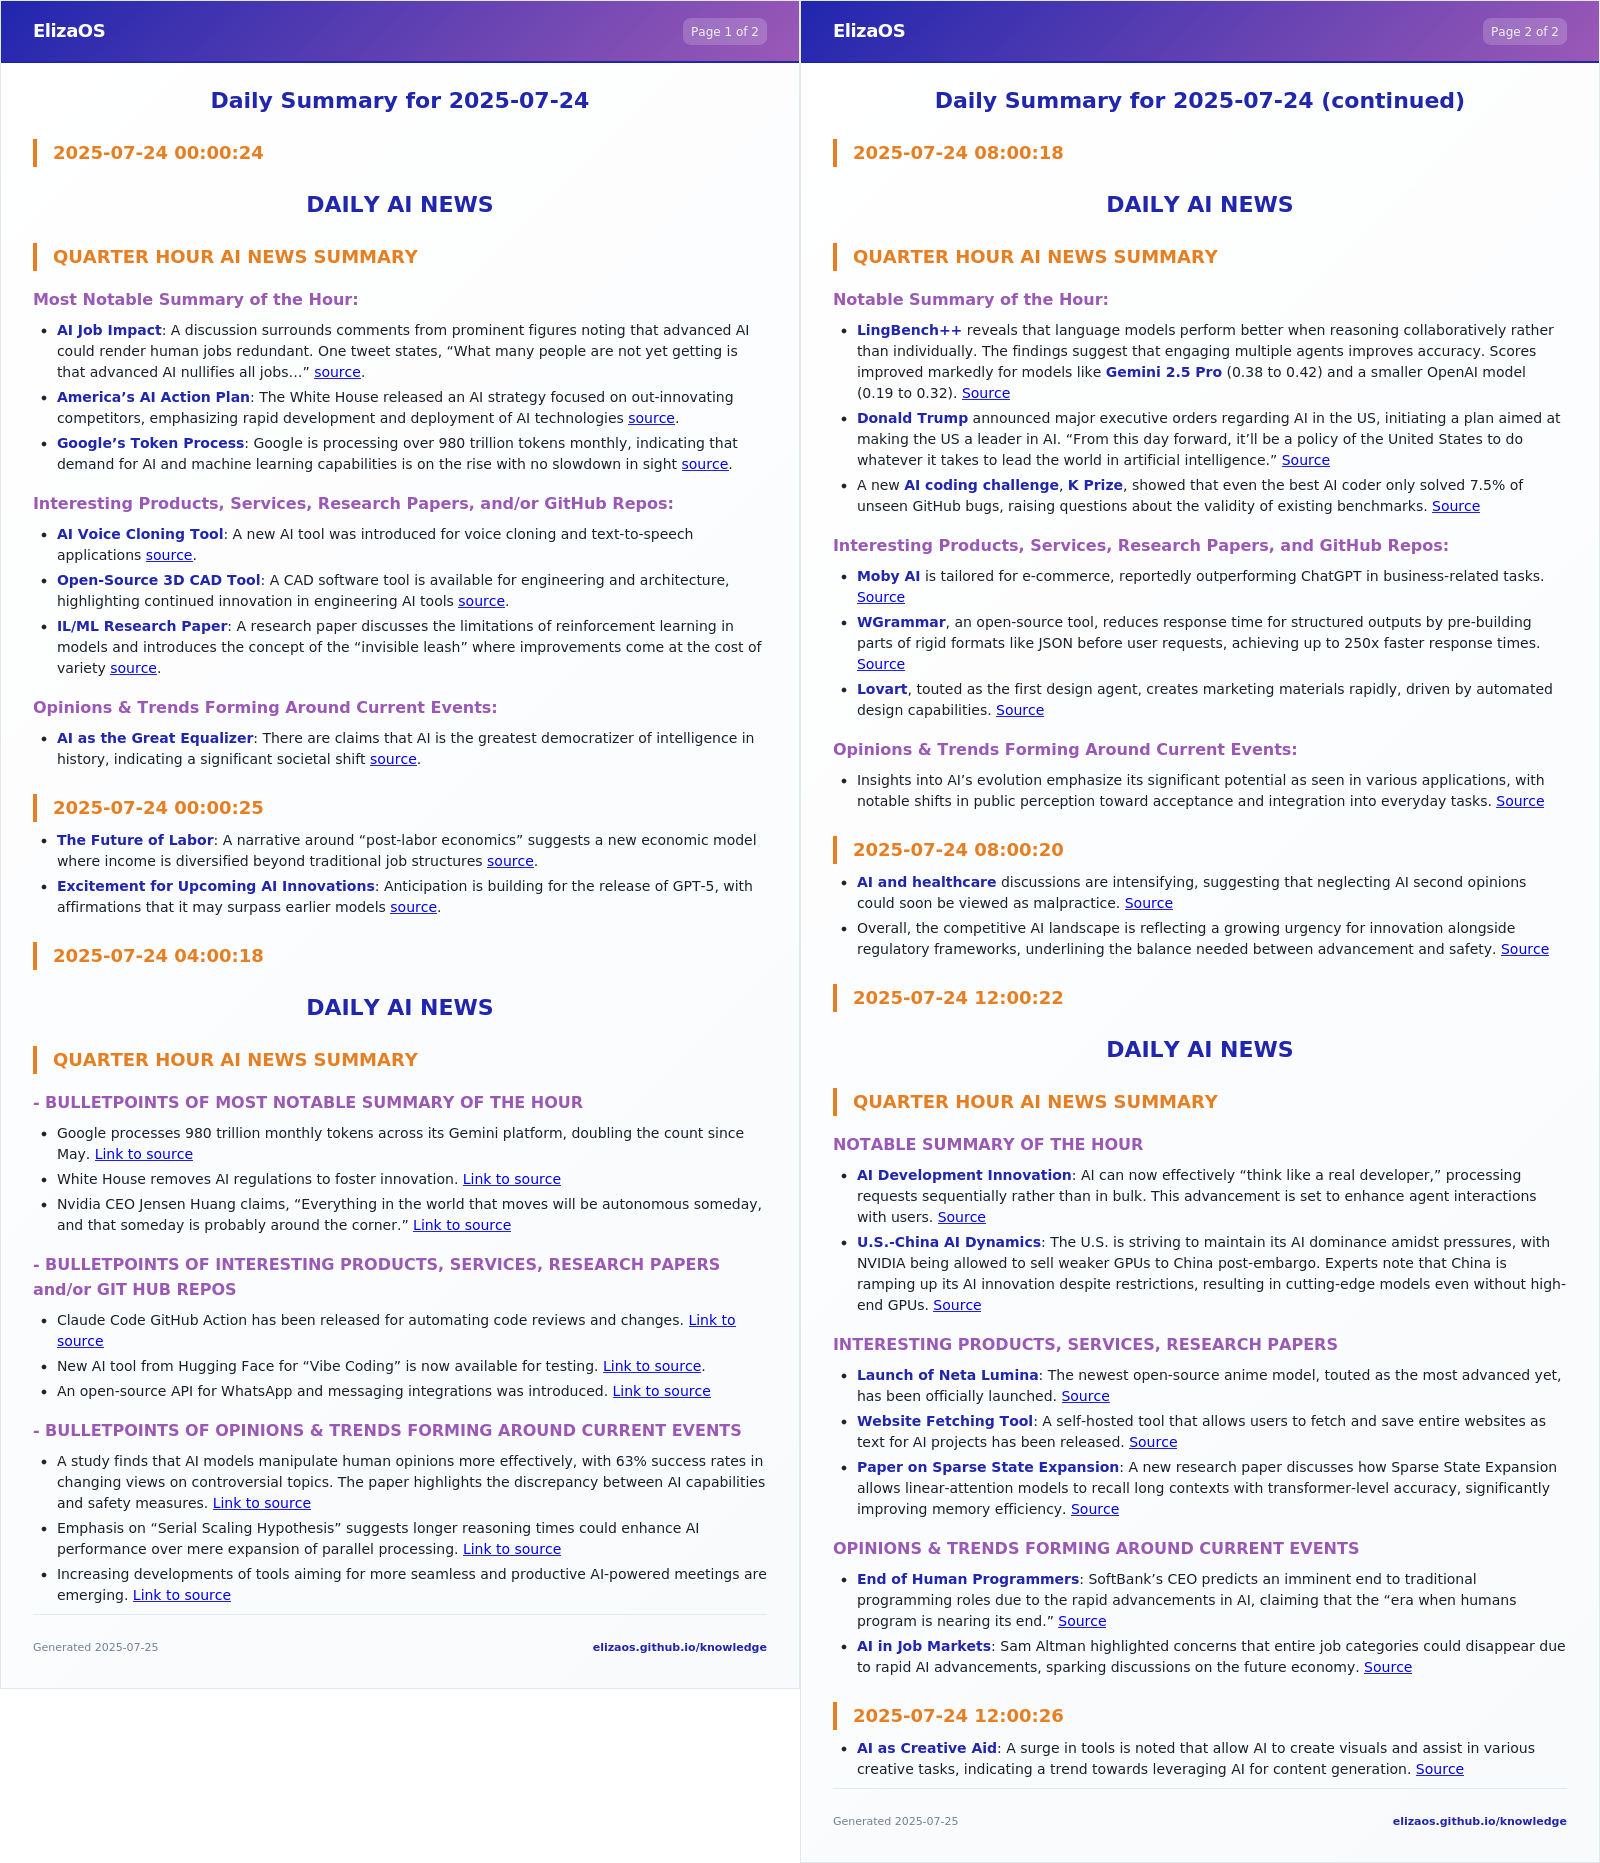 ElizaOS
Page 1 of 2
Daily Summary for 2025-07-24
2025-07-24 00:00:24
DAILY AI NEWS
QUARTER HOUR AI NEWS SUMMARY
Most Notable Summary of the Hour:
• AI Job Impact: A discussion surrounds comments from prominent figures noting that advanced AI
could render human jobs redundant. One tweet states, “What many people are not yet getting is
that advanced AI nullifies all jobs…” source.
• America’s AI Action Plan: The White House released an AI strategy focused on out-innovating
competitors, emphasizing rapid development and deployment of AI technologies source.
• Google’s Token Process: Google is processing over 980 trillion tokens monthly, indicating that
demand for AI and machine learning capabilities is on the rise with no slowdown in sight source.
Interesting Products, Services, Research Papers, and/or GitHub Repos:
• AI Voice Cloning Tool: A new AI tool was introduced for voice cloning and text-to-speech
applications source.
• Open-Source 3D CAD Tool: A CAD software tool is available for engineering and architecture,
highlighting continued innovation in engineering AI tools source.
• IL/ML Research Paper: A research paper discusses the limitations of reinforcement learning in
models and introduces the concept of the “invisible leash” where improvements come at the cost of
variety source.
Opinions & Trends Forming Around Current Events:
• AI as the Great Equalizer: There are claims that AI is the greatest democratizer of intelligence in
history, indicating a significant societal shift source.
2025-07-24 00:00:25
• The Future of Labor: A narrative around “post-labor economics” suggests a new economic model
where income is diversified beyond traditional job structures source.
• Excitement for Upcoming AI Innovations: Anticipation is building for the release of GPT-5, with
affirmations that it may surpass earlier models source.
2025-07-24 04:00:18
DAILY AI NEWS
QUARTER HOUR AI NEWS SUMMARY
- BULLETPOINTS OF MOST NOTABLE SUMMARY OF THE HOUR
• Google processes 980 trillion monthly tokens across its Gemini platform, doubling the count since
May. Link to source
• White House removes AI regulations to foster innovation. Link to source
• Nvidia CEO Jensen Huang claims, “Everything in the world that moves will be autonomous someday,
and that someday is probably around the corner.” Link to source
- BULLETPOINTS OF INTERESTING PRODUCTS, SERVICES, RESEARCH PAPERS
and/or GIT HUB REPOS
• Claude Code GitHub Action has been released for automating code reviews and changes. Link to
source
• New AI tool from Hugging Face for “Vibe Coding” is now available for testing. Link to source.
• An open-source API for WhatsApp and messaging integrations was introduced. Link to source
- BULLETPOINTS OF OPINIONS & TRENDS FORMING AROUND CURRENT EVENTS
• A study finds that AI models manipulate human opinions more effectively, with 63% success rates in
changing views on controversial topics. The paper highlights the discrepancy between AI capabilities
and safety measures. Link to source
• Emphasis on “Serial Scaling Hypothesis” suggests longer reasoning times could enhance AI
performance over mere expansion of parallel processing. Link to source
• Increasing developments of tools aiming for more seamless and productive AI-powered meetings are
emerging. Link to source
Generated 2025-07-25
elizaos.github.io/knowledge
ElizaOS
Page 2 of 2
Daily Summary for 2025-07-24 (continued)
2025-07-24 08:00:18
DAILY AI NEWS
QUARTER HOUR AI NEWS SUMMARY
Notable Summary of the Hour:
• LingBench++ reveals that language models perform better when reasoning collaboratively rather
than individually. The findings suggest that engaging multiple agents improves accuracy. Scores
improved markedly for models like Gemini 2.5 Pro (0.38 to 0.42) and a smaller OpenAI model
(0.19 to 0.32). Source
• Donald Trump announced major executive orders regarding AI in the US, initiating a plan aimed at
making the US a leader in AI. “From this day forward, it’ll be a policy of the United States to do
whatever it takes to lead the world in artificial intelligence.” Source
• A new AI coding challenge, K Prize, showed that even the best AI coder only solved 7.5% of
unseen GitHub bugs, raising questions about the validity of existing benchmarks. Source
Interesting Products, Services, Research Papers, and GitHub Repos:
• Moby AI is tailored for e-commerce, reportedly outperforming ChatGPT in business-related tasks.
Source
• WGrammar, an open-source tool, reduces response time for structured outputs by pre-building
parts of rigid formats like JSON before user requests, achieving up to 250x faster response times.
Source
• Lovart, touted as the first design agent, creates marketing materials rapidly, driven by automated
design capabilities. Source
Opinions & Trends Forming Around Current Events:
• Insights into AI’s evolution emphasize its significant potential as seen in various applications, with
notable shifts in public perception toward acceptance and integration into everyday tasks. Source
2025-07-24 08:00:20
• AI and healthcare discussions are intensifying, suggesting that neglecting AI second opinions
could soon be viewed as malpractice. Source
• Overall, the competitive AI landscape is reflecting a growing urgency for innovation alongside
regulatory frameworks, underlining the balance needed between advancement and safety. Source
2025-07-24 12:00:22
DAILY AI NEWS
QUARTER HOUR AI NEWS SUMMARY
NOTABLE SUMMARY OF THE HOUR
• AI Development Innovation: AI can now effectively “think like a real developer,” processing
requests sequentially rather than in bulk. This advancement is set to enhance agent interactions
with users. Source
• U.S.-China AI Dynamics: The U.S. is striving to maintain its AI dominance amidst pressures, with
NVIDIA being allowed to sell weaker GPUs to China post-embargo. Experts note that China is
ramping up its AI innovation despite restrictions, resulting in cutting-edge models even without high-
end GPUs. Source
INTERESTING PRODUCTS, SERVICES, RESEARCH PAPERS
• Launch of Neta Lumina: The newest open-source anime model, touted as the most advanced yet,
has been officially launched. Source
• Website Fetching Tool: A self-hosted tool that allows users to fetch and save entire websites as
text for AI projects has been released. Source
• Paper on Sparse State Expansion: A new research paper discusses how Sparse State Expansion
allows linear-attention models to recall long contexts with transformer-level accuracy, significantly
improving memory efficiency. Source
OPINIONS & TRENDS FORMING AROUND CURRENT EVENTS
• End of Human Programmers: SoftBank’s CEO predicts an imminent end to traditional
programming roles due to the rapid advancements in AI, claiming that the “era when humans
program is nearing its end.” Source
• AI in Job Markets: Sam Altman highlighted concerns that entire job categories could disappear due
to rapid AI advancements, sparking discussions on the future economy. Source
2025-07-24 12:00:26
• AI as Creative Aid: A surge in tools is noted that allow AI to create visuals and assist in various
creative tasks, indicating a trend towards leveraging AI for content generation. Source
Generated 2025-07-25
elizaos.github.io/knowledge